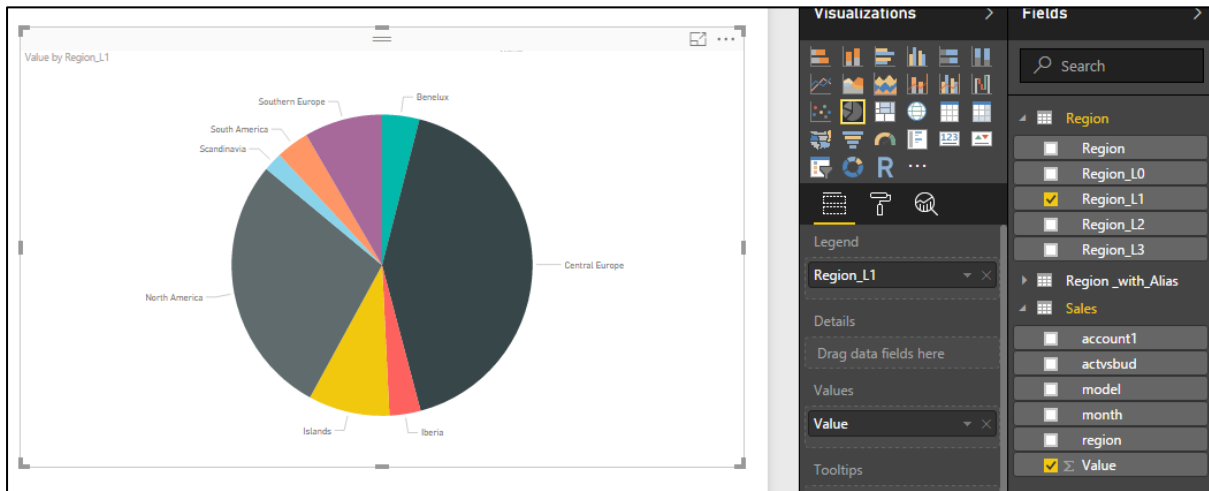 Value by Region_L1
Benelux
Southern Europe
South America
Scandinavia
Central Europe
North America
Islands
Iberia
Visualizations
123
R
Legend
Region_L1
Details
Drag data fields here
Values
Value
Tooltips
Fields
Search
Region
Region
Region_L0
Region_L1
Region_L2
Region_L3
Region _with_Alias
Sales
account1
actvsbud
model
month
region
Σ Value